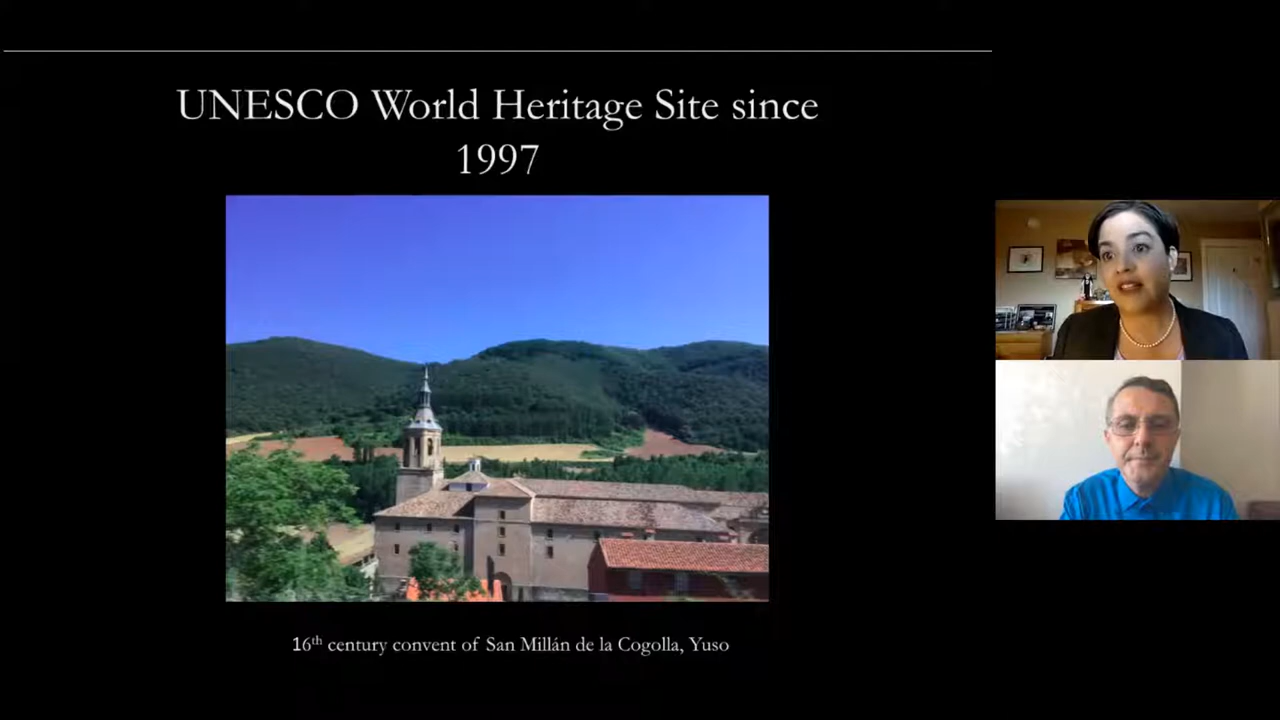 UNESCO World Heritage Site since
1997
16th century convent of San Millán de la Cogolla, Yuso